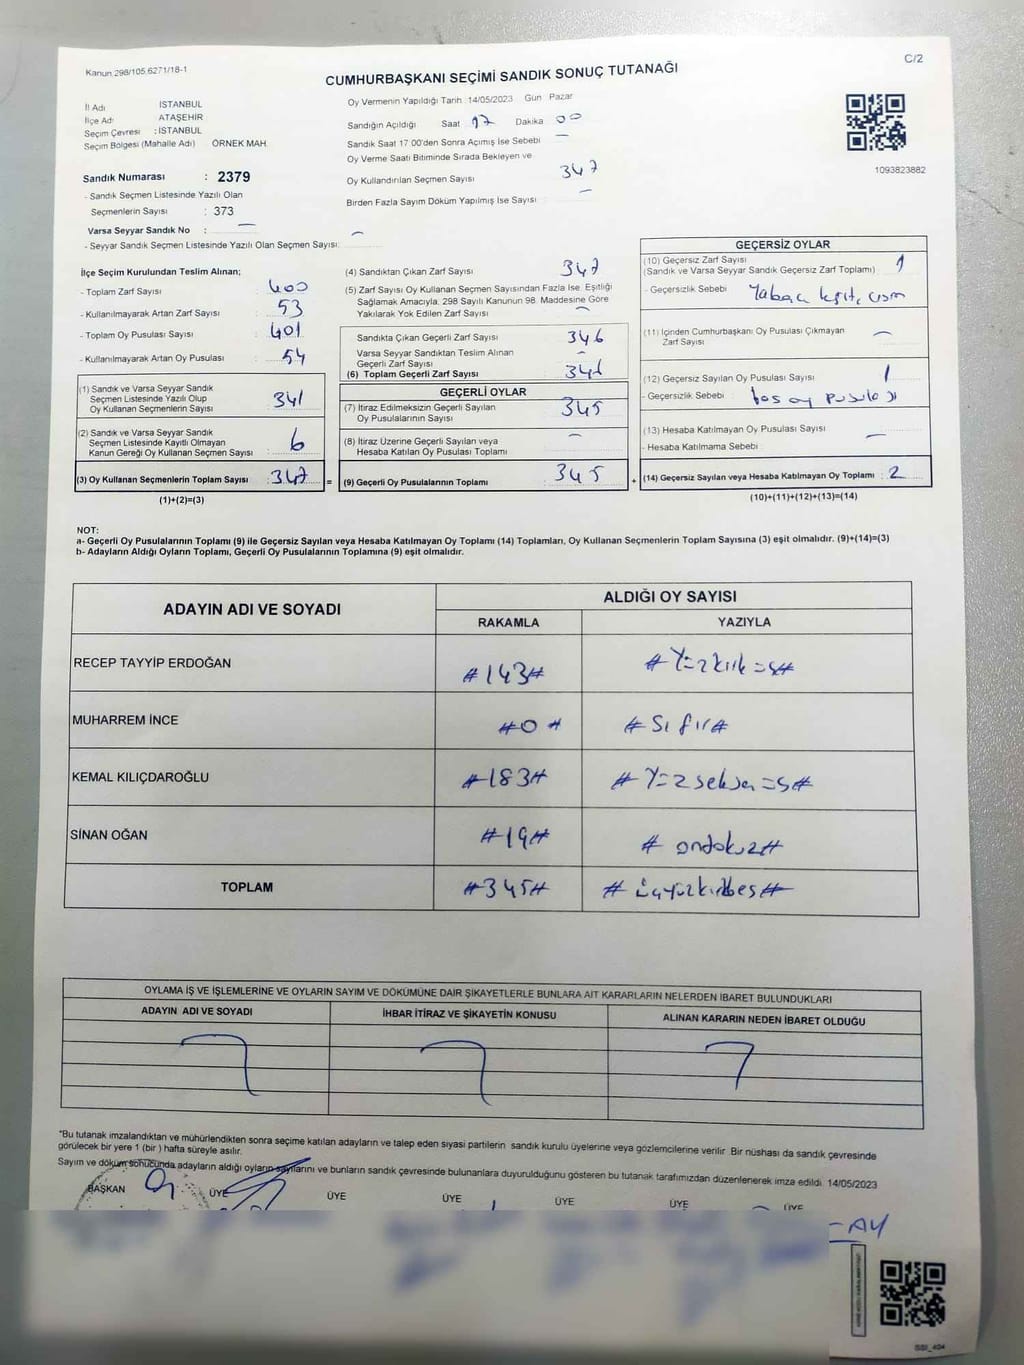 Kanun 298/105.6271/18-1
C/2
CUMHURBAŞKANI SEÇİMİ SANDIK SONUÇ TUTANAĞI
İl Adı İSTANBUL
İlçe Adı ATAŞEHİR
Seçim Çevresi : İSTANBUL
Seçim Bölgesi (Mahalle Adı) ÖRNEK MAH.
Sandık Numarası : 2379
- Sandık Seçmen Listesinde Yazılı Olan
Seçmenlerin Sayısı : 373
Varsa Seyyar Sandık No : —
- Seyyar Sandık Seçmen Listesinde Yazılı Olan Seçmen Sayısı: —
Oy Vermenin Yapıldığı Tarih :14/05/2023 Gün Pazar
Sandığın Açıldığı Saat 17 Dakika 00
Sandık Saat 17:00'den Sonra Açımış İse Sebebi —
Oy Verme Saati Bitiminde Sırada Bekleyen ve
Oy Kullandırılan Seçmen Sayısı 347
Birden Fazla Sayım Döküm Yapılmış İse Sayısı : —
1093823882
İlçe Seçim Kurulundan Teslim Alınan;
- Toplam Zarf Sayısı : 400
- Kullanılmayarak Artan Zarf Sayısı : 53
- Toplam Oy Pusulası Sayısı : 401
- Kullanılmayarak Artan Oy Pusulası : 54
(1) Sandık ve Varsa Seyyar Sandık
Seçmen Listesinde Yazılı Olup
Oy Kullanan Seçmenlerin Sayısı : 341
(2) Sandık ve Varsa Seyyar Sandık
Seçmen Listesinde Kayıtlı Olmayan
Kanun Gereği Oy Kullanan Seçmen Sayısı : 6
(3) Oy Kullanan Seçmenlerin Toplam Sayısı : 347 =
(1)+(2)=(3)
(4) Sandıktan Çıkan Zarf Sayısı : 347
(5) Zarf Sayısı Oy Kullanan Seçmen Sayısından Fazla İse, Eşitliği
Sağlamak Amacıyla, 298 Sayılı Kanunun 98. Maddesine Göre
Yakılarak Yok Edilen Zarf Sayısı : —
Sandıkta Çıkan Geçerli Zarf Sayısı : 346
Varsa Seyyar Sandıktan Teslim Alınan
Geçerli Zarf Sayısı : —
(6) Toplam Geçerli Zarf Sayısı : 346
GEÇERLİ OYLAR
(7) İtiraz Edilmeksizin Geçerli Sayılan
Oy Pusulalarının Sayısı : 345
(8) İtiraz Üzerine Geçerli Sayılan veya
Hesaba Katılan Oy Pusulası Toplamı : —
(9) Geçerli Oy Pusulalarının Toplamı : 345 +
GEÇERSİZ OYLAR
(10) Geçersiz Zarf Sayısı
(Sandık ve Varsa Seyyar Sandık Geçersiz Zarf Toplamı) : 1
- Geçersizlik Sebebi : Yabancı kağıt, cism
(11) İçinden Cumhurbaşkanı Oy Pusulası Çıkmayan
Zarf Sayısı : —
(12) Geçersiz Sayılan Oy Pusulası Sayısı : 1
- Geçersizlik Sebebi : boş oy pusulası
(13) Hesaba Katılmayan Oy Pusulası Sayısı : —
- Hesaba Katılmama Sebebi :
(14) Geçersiz Sayılan veya Hesaba Katılmayan Oy Toplamı : 2
(10)+(11)+(12)+(13)=(14)
NOT:
a- Geçerli Oy Pusulalarının Toplamı (9) ile Geçersiz Sayılan veya Hesaba Katılmayan Oy Toplamı (14) Toplamları, Oy Kullanan Seçmenlerin Toplam Sayısına (3) eşit olmalıdır. (9)+(14)=(3)
b- Adayların Aldığı Oyların Toplamı, Geçerli Oy Pusulalarının Toplamına (9) eşit olmalıdır.
ADAYIN ADI VE SOYADI
ALDIĞI OY SAYISI
RAKAMLA YAZIYLA
RECEP TAYYİP ERDOĞAN #143# #Yüzkırküç#
MUHARREM İNCE #0# #Sıfır#
KEMAL KILIÇDAROĞLU #183# #Yüzseksenüç#
SİNAN OĞAN #19# #ondokuz#
TOPLAM #345# #üçyüzkırkbeş#
OYLAMA İŞ VE İŞLEMLERİNE VE OYLARIN SAYIM VE DÖKÜMÜNE DAİR ŞİKAYETLERLE BUNLARA AİT KARARLARIN NELERDEN İBARET BULUNDUKLARI
ADAYIN ADI VE SOYADI İHBAR İTİRAZ VE ŞİKAYETİN KONUSU ALINAN KARARIN NEDEN İBARET OLDUĞU
*Bu tutanak imzalandıktan ve mühürlendikten sonra seçime katılan adayların ve talep eden siyasi partilerin sandık kurulu üyelerine veya gözlemcilerine verilir. Bir nüshası da sandık çevresinde
görülecek bir yere 1 (bir ) hafta süreyle asılır.
Sayım ve döküm sonucunda adayların aldığı oyların sayılarını ve bunların sandık çevresinde bulunanlara duyurulduğunu gösteren bu tutanak tarafımızdan düzenlenerek imza edildi. 14/05/2023
BAŞKAN ÜYE ÜYE ÜYE ÜYE ÜYE ÜYE